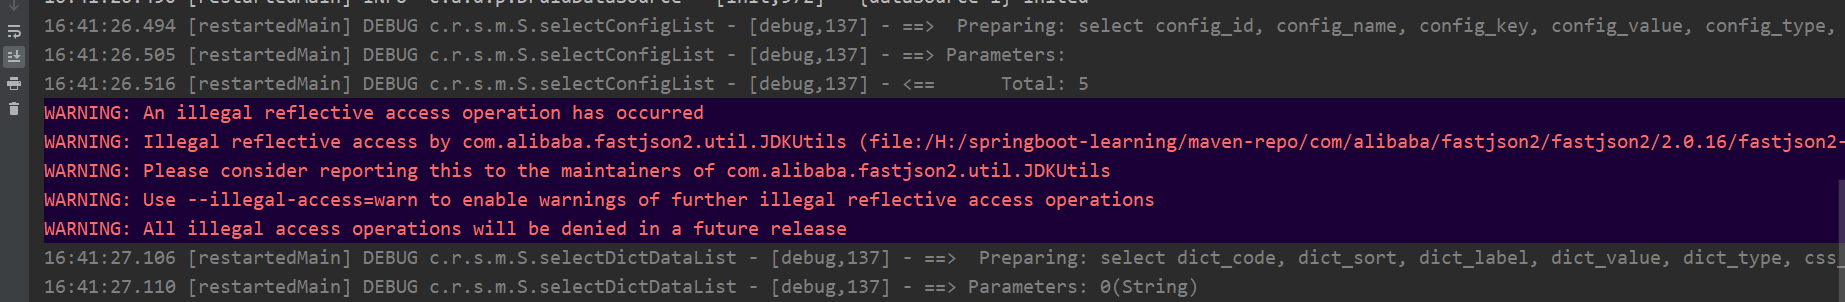 16:41:26.494 [restartedMain] DEBUG c.r.s.m.S.selectConfigList - [debug,137] - ==>  Preparing: select config_id, config_name, config_key, config_value, config_type,
16:41:26.505 [restartedMain] DEBUG c.r.s.m.S.selectConfigList - [debug,137] - ==> Parameters:
16:41:26.516 [restartedMain] DEBUG c.r.s.m.S.selectConfigList - [debug,137] - <==      Total: 5
WARNING: An illegal reflective access operation has occurred
WARNING: Illegal reflective access by com.alibaba.fastjson2.util.JDKUtils (file:/H:/springboot-learning/maven-repo/com/alibaba/fastjson2/fastjson2/2.0.16/fastjson2-
WARNING: Please consider reporting this to the maintainers of com.alibaba.fastjson2.util.JDKUtils
WARNING: Use --illegal-access=warn to enable warnings of further illegal reflective access operations
WARNING: All illegal access operations will be denied in a future release
16:41:27.106 [restartedMain] DEBUG c.r.s.m.S.selectDictDataList - [debug,137] - ==>  Preparing: select dict_code, dict_sort, dict_label, dict_value, dict_type, css_
16:41:27.110 [restartedMain] DEBUG c.r.s.m.S.selectDictDataList - [debug,137] - ==> Parameters: 0(String)